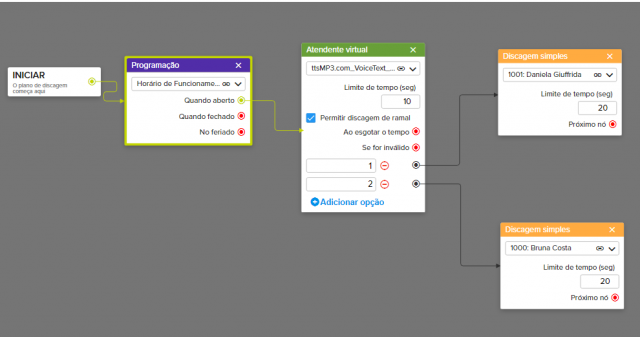 INICIAR
O plano de discagem
começa aqui
Programação
Horário de Funcioname...
Quando aberto
Quando fechado
No feriado
Atendente virtual
ttsMP3.com_VoiceText_...
Limite de tempo (seg)
10
Permitir discagem de ramal
Ao esgotar o tempo
Se for inválido
1
2
Adicionar opção
Discagem simples
1001: Daniela Giuffrida
Limite de tempo (seg)
20
Próximo nó
Discagem simples
1000: Bruna Costa
Limite de tempo (seg)
20
Próximo nó